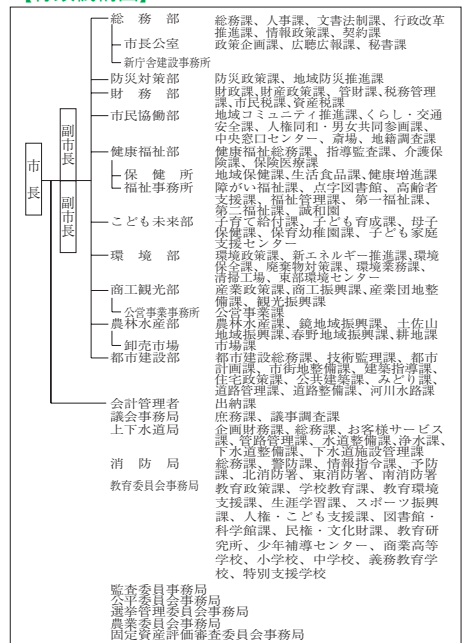 総務部 総務課、人事課、文書法制課、行政改革
推進課、情報政策課、契約課
市長公室 政策企画課、広聴広報課、秘書課
新庁舎建設事務所
防災対策部 防災政策課、地域防災推進課
財務部 財政課、財産政策課、管財課、税務管理
課、市民税課、資産税課
市民協働部 地域コミュニティ推進課、くらし・交通
安全課、人権同和・男女共同参画課、
中央窓口センター、斎場、地籍調査課
健康福祉部 健康福祉総務課、指導監査課、介護保
険課、保険医療課
保健所 地域保健課、生活食品課、健康増進課
福祉事務所 障がい福祉課、点字図書館、高齢者
支援課、福祉管理課、第一福祉課、
第二福祉課、誠和園
こども未来部 子育て給付課、子ども育成課、母子
保健課、保育幼稚園課、子ども家庭
支援センター
環境部 環境政策課、新エネルギー推進課、環境
保全課、廃棄物対策課、環境業務課、
清掃工場、東部環境センター
商工観光部 産業政策課、商工振興課、産業団地整
備課、観光振興課
公営事業事務所 公営事業課
農林水産部 農林水産課、鏡地域振興課、土佐山
地域振興課、春野地域振興課、耕地課
卸売市場 市場課
都市建設部 都市建設総務課、技術監理課、都市
計画課、市街地整備課、建築指導課、
住宅政策課、公共建築課、みどり課、
道路管理課、道路整備課、河川水路課
市長
副市長
副市長
会計管理者 出納課
議会事務局 庶務課、議事調査課
上下水道局 企画財務課、総務課、お客様サービス
課、管路管理課、水道整備課、浄水課、
下水道整備課、下水道施設管理課
消防局 総務課、警防課、情報指令課、予防
課、北消防署、東消防署、南消防署
教育委員会事務局 教育政策課、学校教育課、教育環境
支援課、生涯学習課、スポーツ振興
課、人権・こども支援課、図書館・
科学館課、民権・文化財課、教育研
究所、少年補導センター、商業高等
学校、小学校、中学校、義務教育学
校、特別支援学校
監査委員事務局
公平委員会事務局
選挙管理委員会事務局
農業委員会事務局
固定資産評価審査委員会事務局